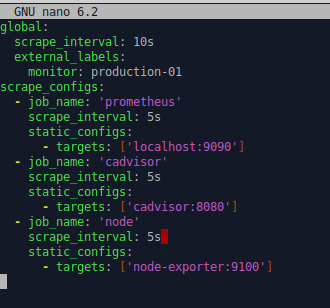 GNU nano 6.2
global:
  scrape_interval: 10s
  external_labels:
    monitor: production-01
scrape_configs:
  - job_name: 'prometheus'
    scrape_interval: 5s
    static_configs:
      - targets: ['localhost:9090']
  - job_name: 'cadvisor'
    scrape_interval: 5s
    static_configs:
      - targets: ['cadvisor:8080']
  - job_name: 'node'
    scrape_interval: 5s
    static_configs:
      - targets: ['node-exporter:9100']